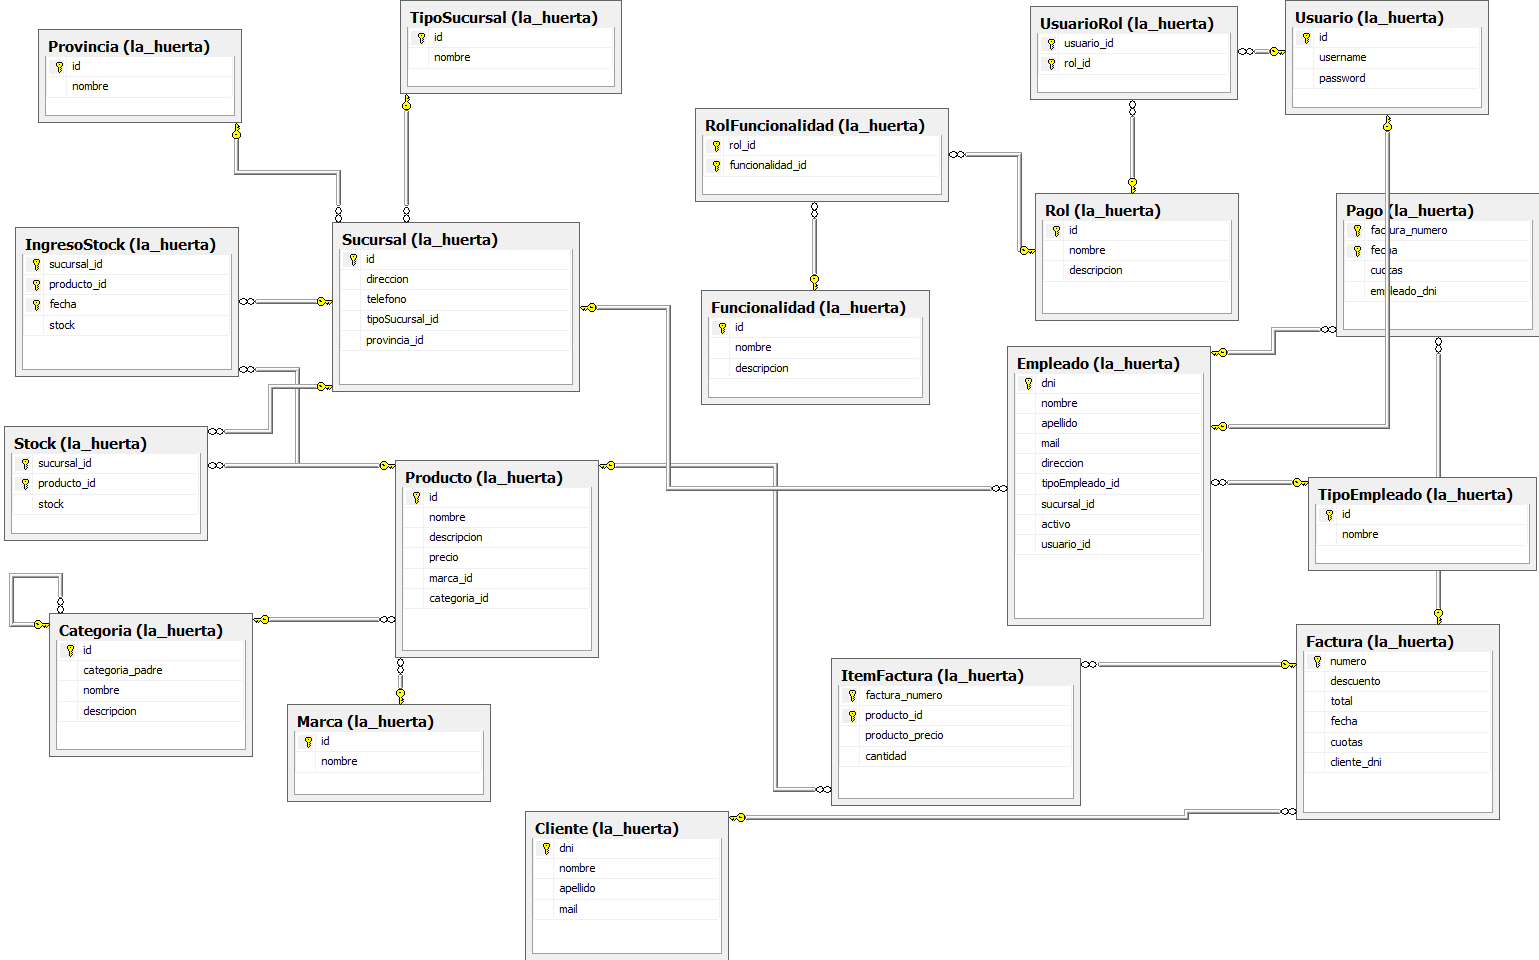 Provincia (la_huerta)
id
nombre
TipoSucursal (la_huerta)
id
nombre
UsuarioRol (la_huerta)
usuario_id
rol_id
Usuario (la_huerta)
id
username
password
RolFuncionalidad (la_huerta)
rol_id
funcionalidad_id
Rol (la_huerta)
id
nombre
descripcion
Pago (la_huerta)
factura_numero
fecha
cuotas
empleado_dni
IngresoStock (la_huerta)
sucursal_id
producto_id
fecha
stock
Sucursal (la_huerta)
id
direccion
telefono
tipoSucursal_id
provincia_id
Funcionalidad (la_huerta)
id
nombre
descripcion
Empleado (la_huerta)
dni
nombre
apellido
mail
direccion
tipoEmpleado_id
sucursal_id
activo
usuario_id
Stock (la_huerta)
sucursal_id
producto_id
stock
Producto (la_huerta)
id
nombre
descripcion
precio
marca_id
categoria_id
TipoEmpleado (la_huerta)
id
nombre
Categoria (la_huerta)
id
categoria_padre
nombre
descripcion
Marca (la_huerta)
id
nombre
ItemFactura (la_huerta)
factura_numero
producto_id
producto_precio
cantidad
Factura (la_huerta)
numero
descuento
total
fecha
cuotas
cliente_dni
Cliente (la_huerta)
dni
nombre
apellido
mail